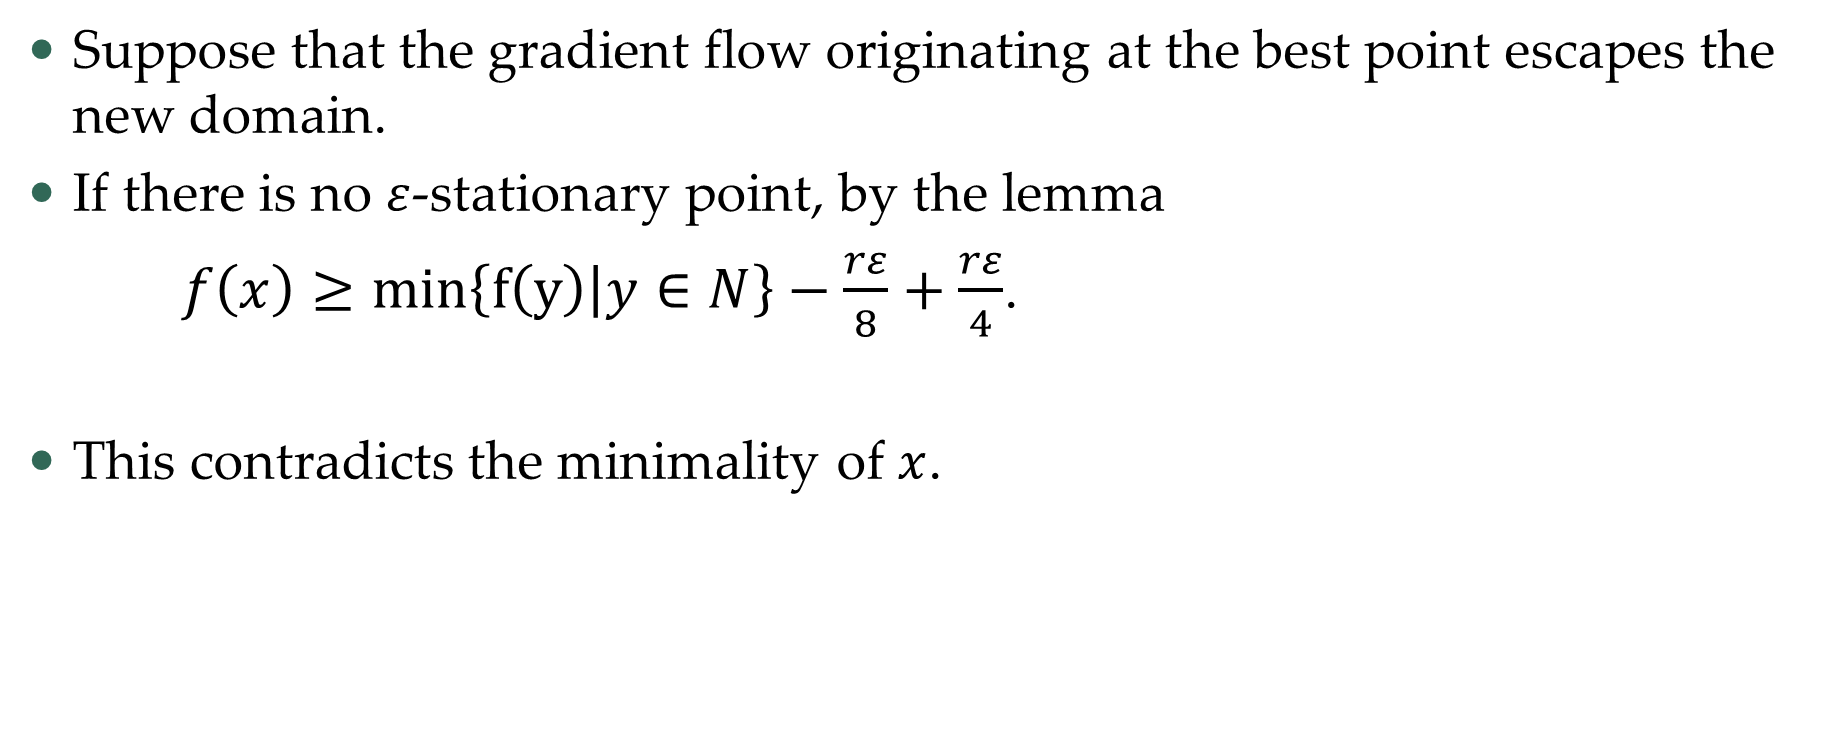 • Suppose that the gradient flow originating at the best point escapes the
new domain.
• If there is no ε-stationary point, by the lemma
f(x) ≥ min{f(y)|y ∈ N} − rε/8 + rε/4.
• This contradicts the minimality of x.